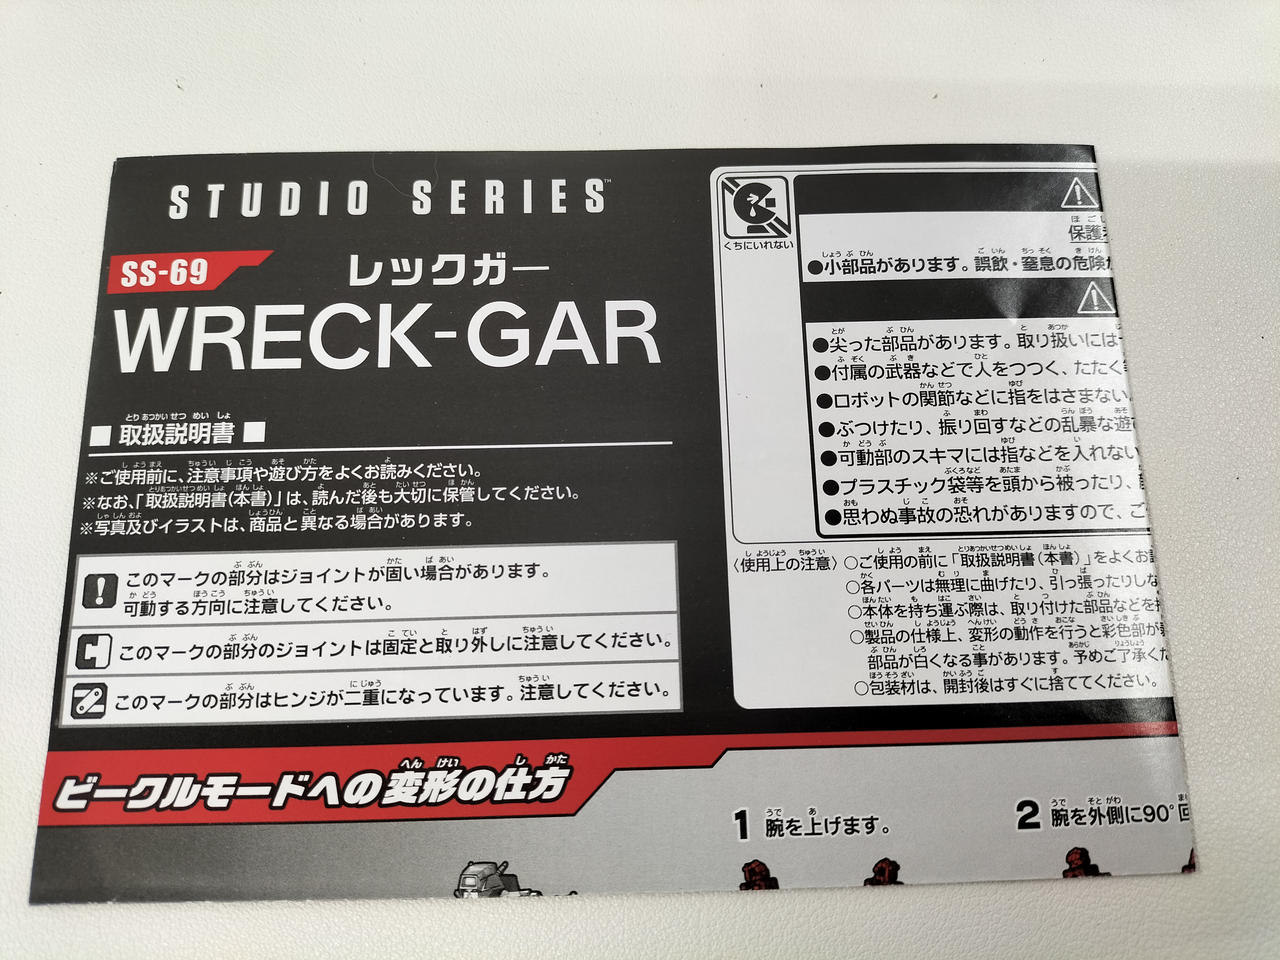 STUDIO SERIES™
SS-69
レックガー
WRECK-GAR
■ 取扱説明書 ■
※ご使用前に、注意事項や遊び方をよくお読みください。
※なお、「取扱説明書(本書)」は、読んだ後も大切に保管してください。
※写真及びイラストは、商品と異なる場合があります。
このマークの部分はジョイントが固い場合があります。
可動する方向に注意してください。
このマークの部分のジョイントは固定と取り外しに注意してください。
このマークの部分はヒンジが二重になっています。注意してください。
くちにいれない
保護
●小部品があります。誤飲・窒息の危険
●尖った部品があります。取り扱いには
●付属の武器などで人をつつく、たたく
●ロボットの関節などに指をはさまない
●ぶつけたり、振り回すなどの乱暴な遊
●可動部のスキマには指などを入れない
●プラスチック袋等を頭から被ったり、
●思わぬ事故の恐れがありますので、ご
〈使用上の注意〉○ご使用の前に「取扱説明書(本書)」をよくお
○各パーツは無理に曲げたり、引っ張ったりしな
○本体を持ち運ぶ際は、取り付けた部品などを
○製品の仕様上、変形の動作を行うと彩色部が
部品が白くなる事があります。予めご了承くだ
○包装材は、開封後はすぐに捨ててください。
ビークルモードへの変形の仕方
1 腕を上げます。
2 腕を外側に90°回